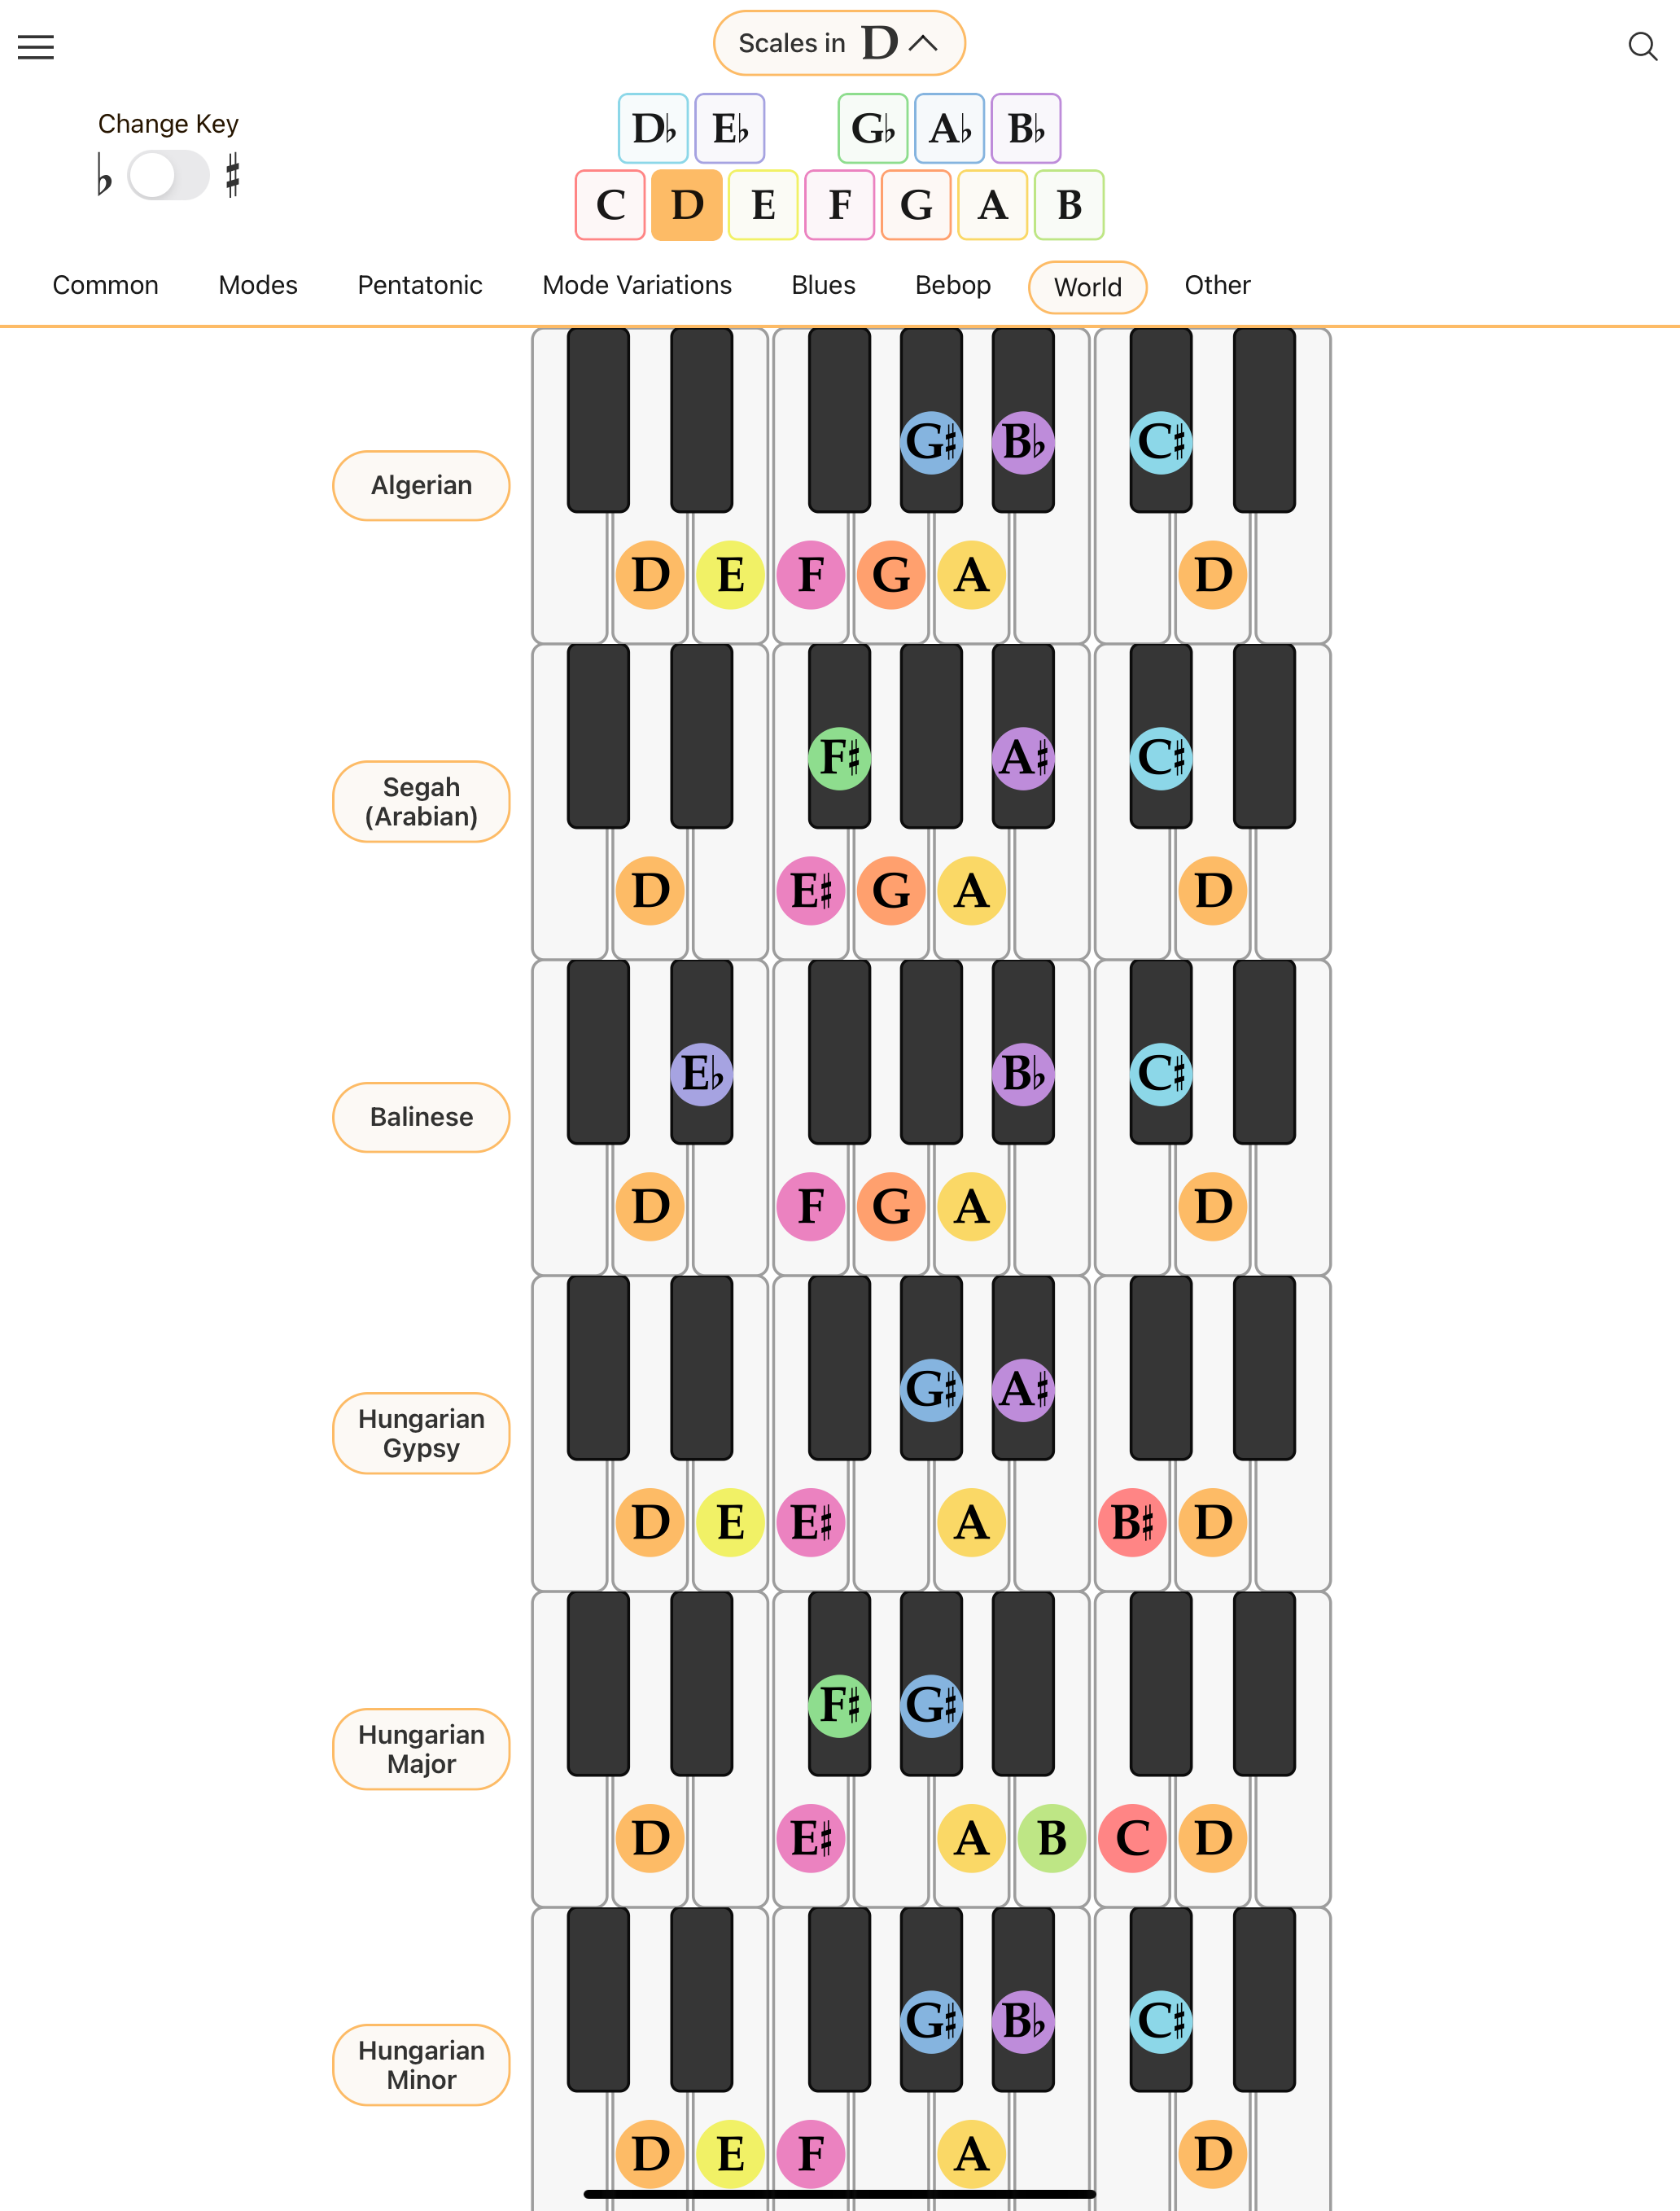 Scales in D
Change Key
♭ ♯
D♭ E♭ G♭ A♭ B♭
C D E F G A B
Common Modes Pentatonic Mode Variations Blues Bebop World Other
G♯ B♭ C♯
Algerian
D E F G A D
F♯ A♯ C♯
Segah
(Arabian)
D E♯ G A D
E♭ B♭ C♯
Balinese
D F G A D
G♯ A♯
Hungarian
Gypsy
D E E♯ A B♯ D
F♯ G♯
Hungarian
Major
D E♯ A B C D
G♯ B♭ C♯
Hungarian
Minor
D E F A D